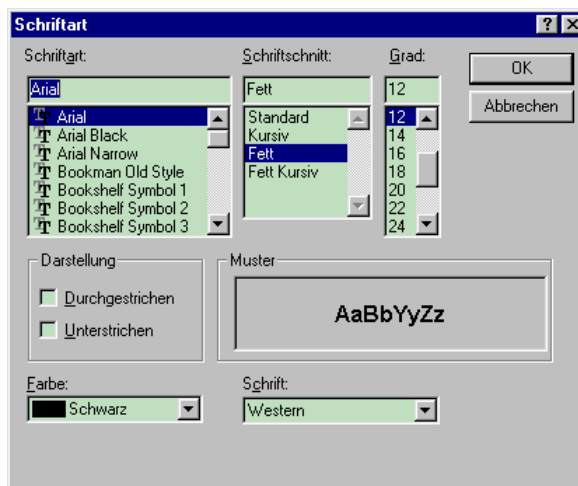 Schriftart
Schriftart:
Arial
Arial
Arial Black
Arial Narrow
Bookman Old Style
Bookshelf Symbol 1
Bookshelf Symbol 2
Bookshelf Symbol 3
Schriftschnitt:
Fett
Standard
Kursiv
Fett
Fett Kursiv
Grad:
12
12
14
16
18
20
22
24
OK
Abbrechen
Darstellung
Durchgestrichen
Unterstrichen
Muster
AaBbYyZz
Farbe:
Schwarz
Schrift:
Western